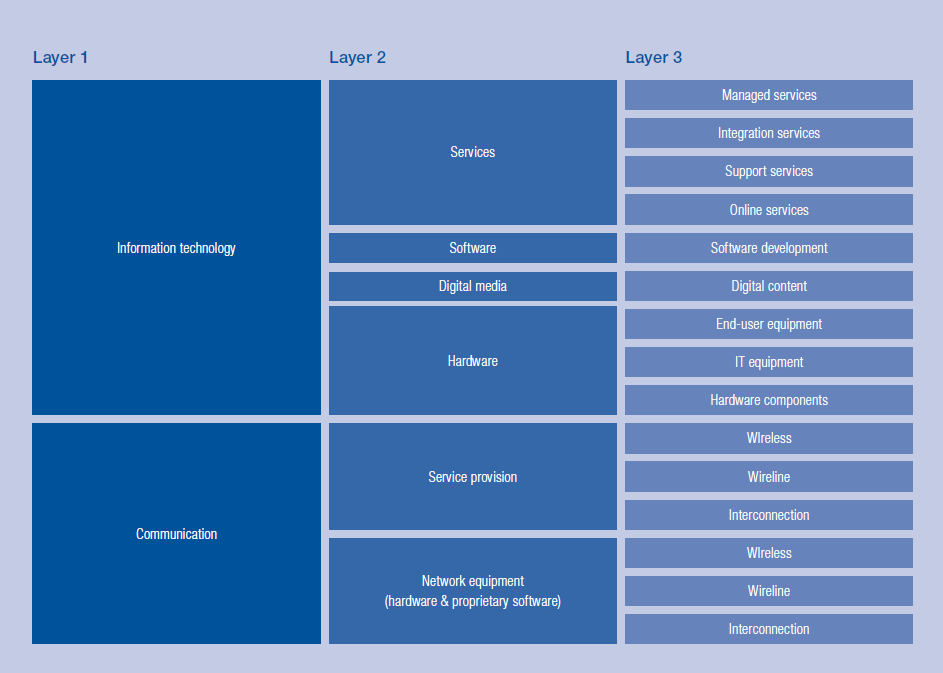 Layer 1
Layer 2
Layer 3
Information technology
Services
Managed services
Integration services
Support services
Online services
Software
Software development
Digital media
Digital content
Hardware
End-user equipment
IT equipment
Hardware components
Communication
Service provision
WIreless
Wireline
Interconnection
Network equipment
(hardware & proprietary software)
WIreless
Wireline
Interconnection